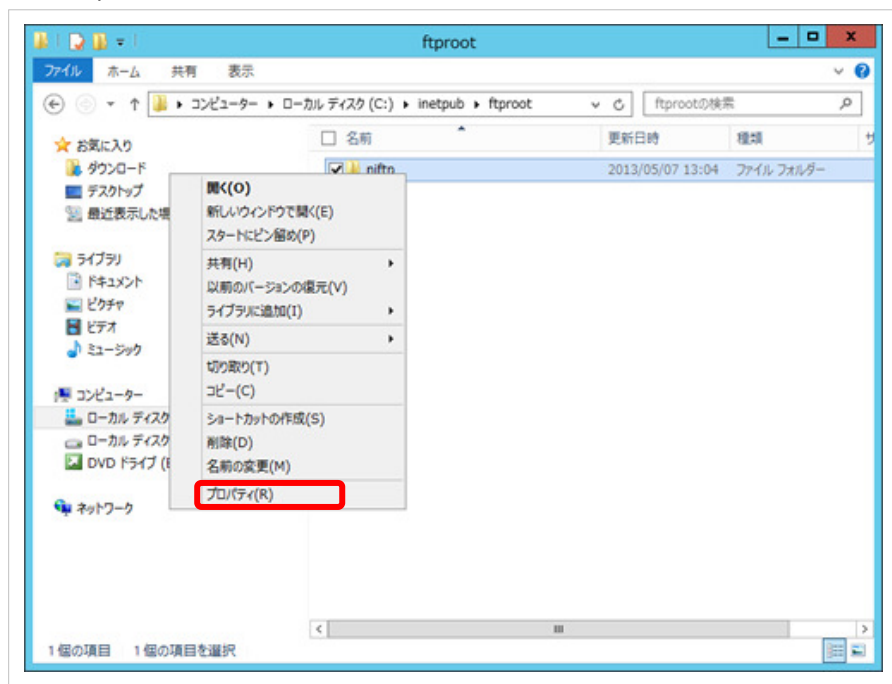 ftproot
ファイル ホーム 共有 表示
コンピューター ローカル ディスク (C:) inetpub ftproot
ftprootの検索
名前 更新日時 種類 サ
2013/05/07 13:04 ファイル フォルダー
お気に入り
ダウンロード
デスクトップ
最近表示した場
ライブラリ
ドキュメント
ピクチャ
ビデオ
ミュージック
コンピューター
ローカル ディスク
ローカル ディスク
DVD ドライブ (
ネットワーク
開く(O)
新しいウィンドウで開く(E)
スタートにピン留め(P)
共有(H)
以前のバージョンの復元(V)
ライブラリに追加(I)
送る(N)
切り取り(T)
コピー(C)
ショートカットの作成(S)
削除(D)
名前の変更(M)
プロパティ(R)
1 個の項目 1 個の項目を選択